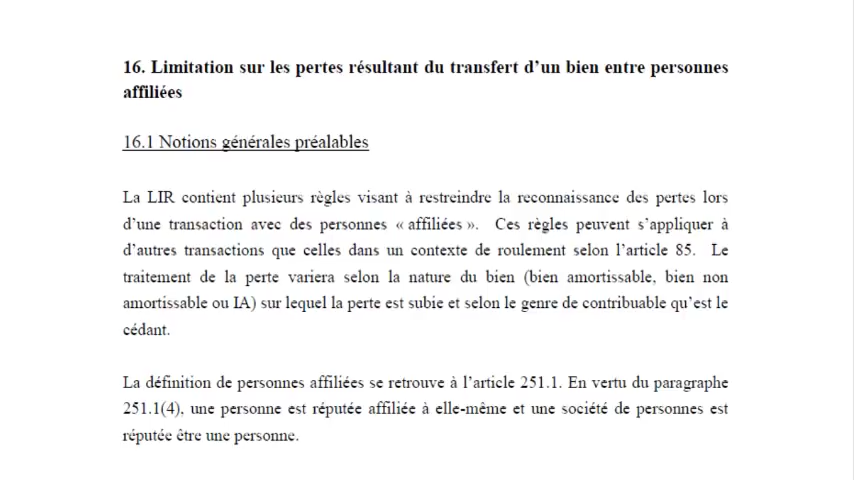 16. Limitation sur les pertes résultant du transfert d’un bien entre personnes
affiliées
16.1 Notions générales préalables
La LIR contient plusieurs règles visant à restreindre la reconnaissance des pertes lors
d’une transaction avec des personnes « affiliées ». Ces règles peuvent s’appliquer à
d’autres transactions que celles dans un contexte de roulement selon l’article 85. Le
traitement de la perte variera selon la nature du bien (bien amortissable, bien non
amortissable ou IA) sur lequel la perte est subie et selon le genre de contribuable qu’est le
cédant.
La définition de personnes affiliées se retrouve à l’article 251.1. En vertu du paragraphe
251.1(4), une personne est réputée affiliée à elle-même et une société de personnes est
réputée être une personne.